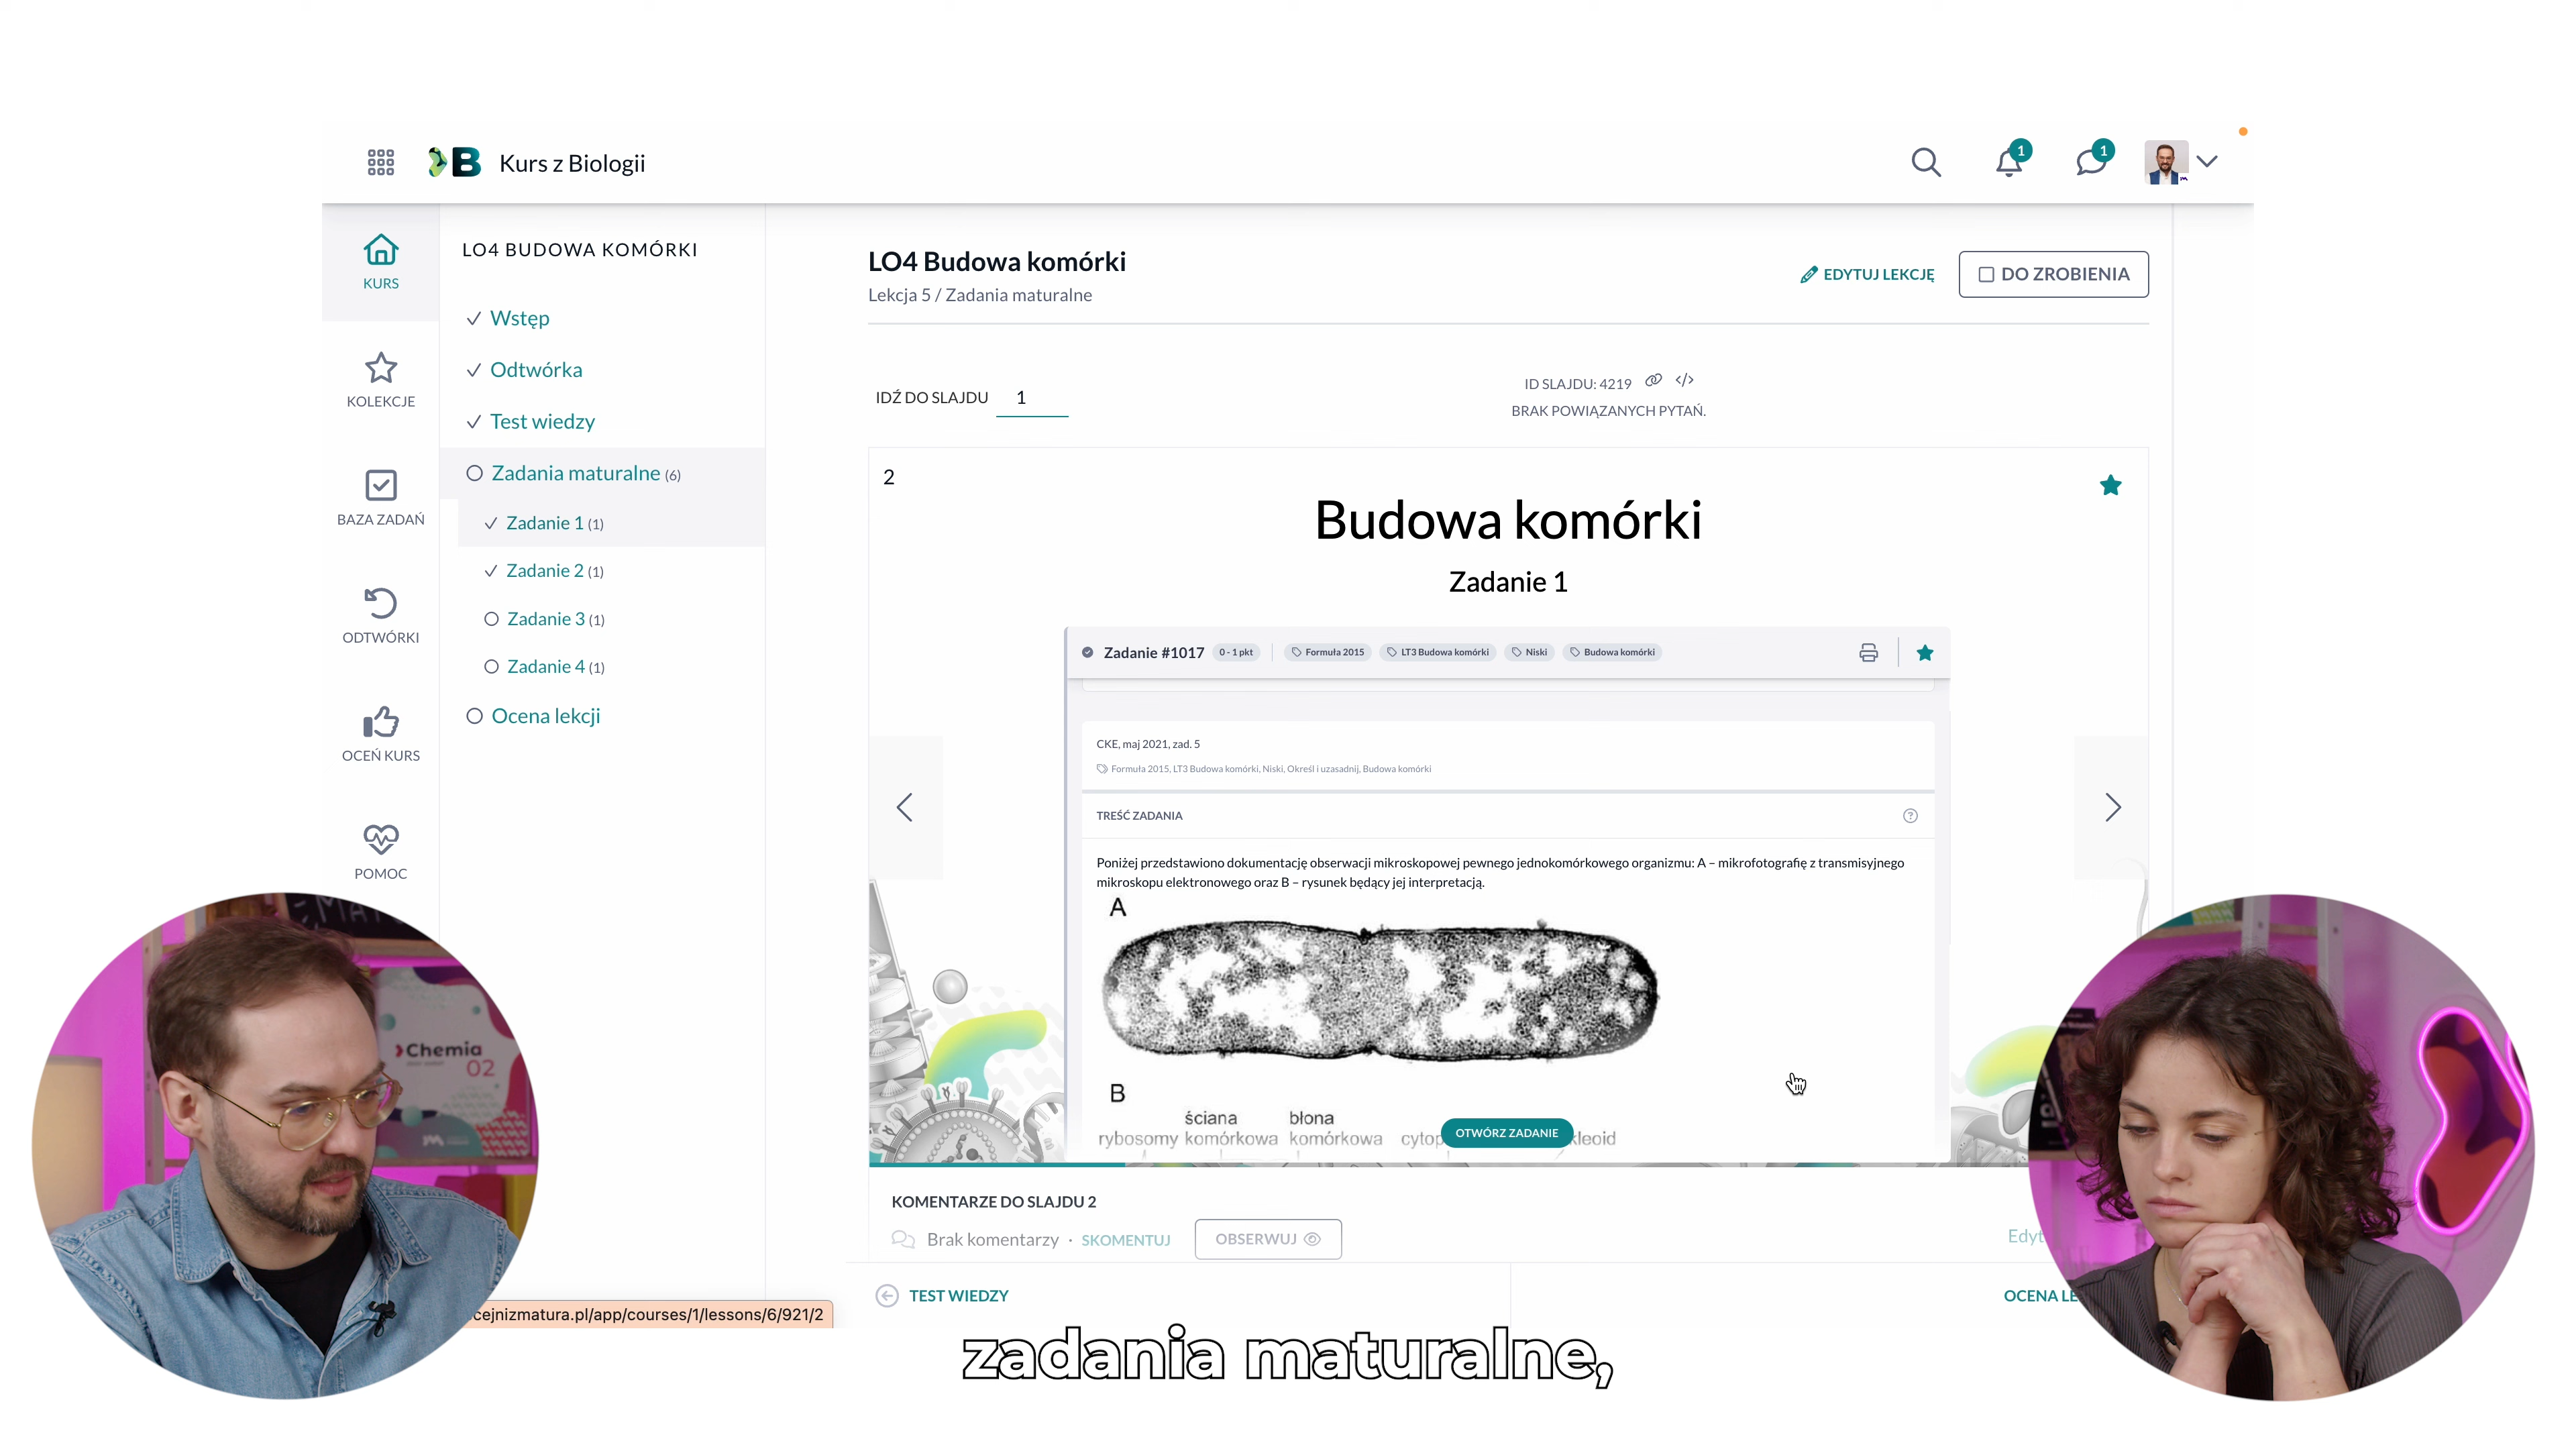 B Kurs z Biologii
1
1
KURS
KOLEKCJE
BAZA ZADAŃ
ODTWÓRKI
OCEŃ KURS
POMOC
LO4 BUDOWA KOMÓRKI
Wstęp
Odtwórka
Test wiedzy
Zadania maturalne (6)
Zadanie 1 (1)
Zadanie 2 (1)
Zadanie 3 (1)
Zadanie 4 (1)
Ocena lekcji
LO4 Budowa komórki
Lekcja 5 / Zadania maturalne
EDYTUJ LEKCJĘ
DO ZROBIENIA
IDŹ DO SLAJDU 1
ID SLAJDU: 4219
BRAK POWIĄZANYCH PYTAŃ.
2
Budowa komórki
Zadanie 1
Zadanie #1017 0 - 1 pkt Formuła 2015 LT3 Budowa komórki Niski Budowa komórki
CKE, maj 2021, zad. 5
Formuła 2015, LT3 Budowa komórki, Niski, Określ i uzasadnij, Budowa komórki
TREŚĆ ZADANIA
Poniżej przedstawiono dokumentację obserwacji mikroskopowej pewnego jednokomórkowego organizmu: A – mikrofotografię z transmisyjnego
mikroskopu elektronowego oraz B – rysunek będący jej interpretacją.
A
B
ściana błona
rybosomy komórkowa komórkowa cytop kleoid
OTWÓRZ ZADANIE
KOMENTARZE DO SLAJDU 2
Brak komentarzy · SKOMENTUJ OBSERWUJ
Edyt
TEST WIEDZY
OCENA LE
cejnizmatura.pl/app/courses/1/lessons/6/921/2
Chemia
02
zadania maturalne,